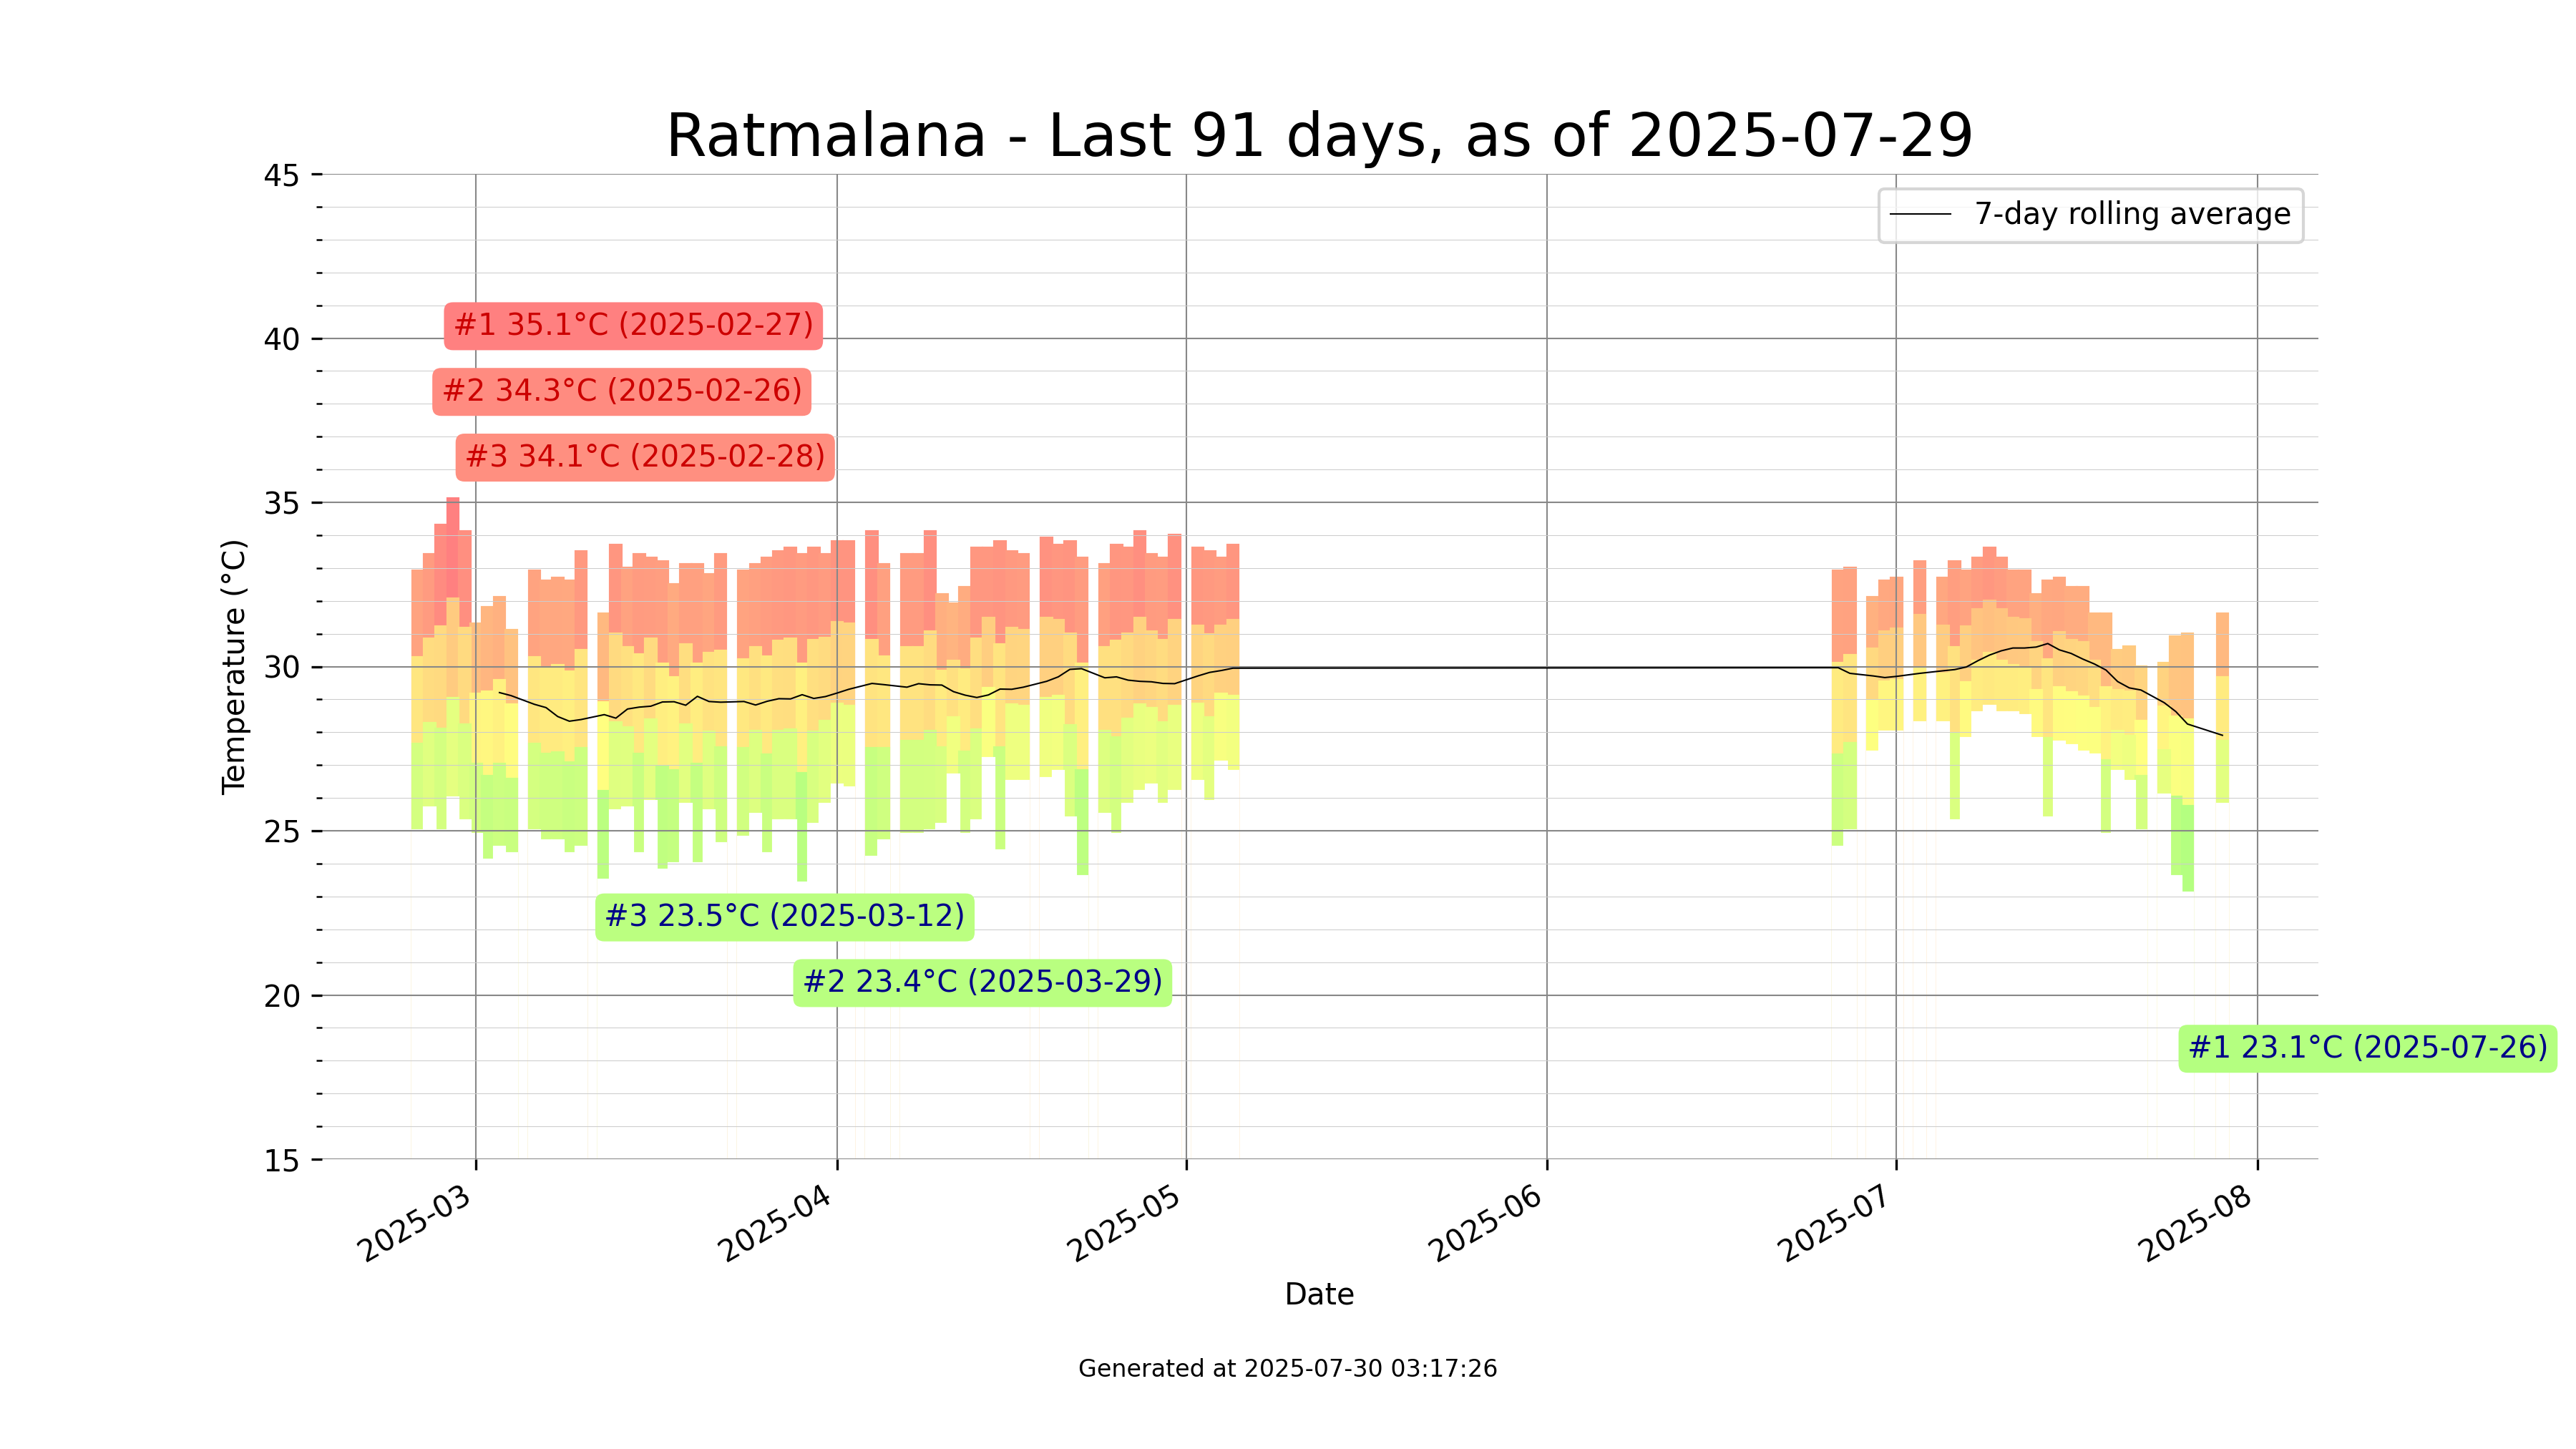 Ratmalana - Last 91 days, as of 2025-07-29
7-day rolling average
45
40
35
30
25
20
15
Temperature (°C)
#1 35.1°C (2025-02-27)
#2 34.3°C (2025-02-26)
#3 34.1°C (2025-02-28)
#3 23.5°C (2025-03-12)
#2 23.4°C (2025-03-29)
#1 23.1°C (2025-07-26)
2025-03
2025-04
2025-05
2025-06
2025-07
2025-08
Date
Generated at 2025-07-30 03:17:26